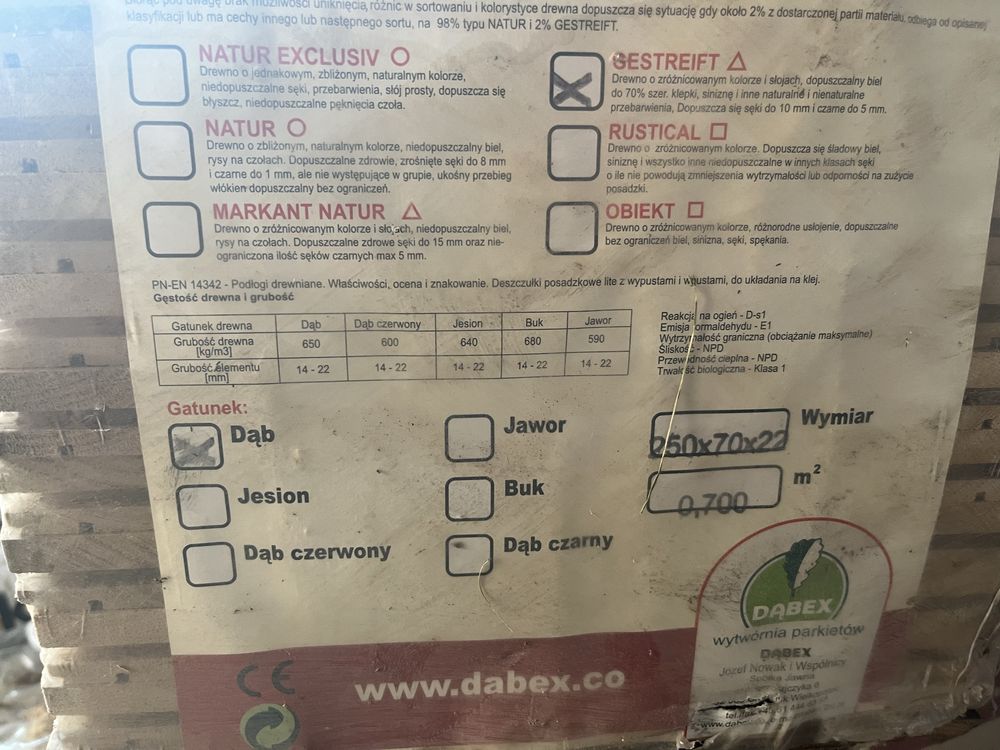 Biorąc pod uwagę brak możliwości uniknięcia różnic w sortowaniu i kolorystyce drewna dopuszcza się sytuację gdy około 2% z dostarczonej partii materiału, odbiega od opisanej
klasyfikacji lub ma cechy innego lub następnego sortu, na 98% typu NATUR i 2% GESTREIFT.
NATUR EXCLUSIV
Drewno o jednakowym, zbliżonym, naturalnym kolorze,
niedopuszczalne sęki, przebarwienia, słój prosty, dopuszcza się
błyszcz, niedopuszczalne pęknięcia czoła.
NATUR
Drewno o zbliżonym, naturalnym kolorze, niedopuszczalny biel,
rysy na czołach. Dopuszczalne zdrowie, zrośnięte sęki do 8 mm
i czarne do 1 mm, ale nie występujące w grupie, ukośny przebieg
włókien dopuszczalny bez ograniczeń.
MARKANT NATUR
Drewno o zróżnicowanym kolorze i słojach, niedopuszczalny biel,
rysy na czołach. Dopuszczalne zdrowe sęki do 15 mm oraz nie-
ograniczona ilość sęków czarnych max 5 mm.
GESTREIFT
Drewno o zróżnicowanym kolorze i słojach, dopuszczalny biel
do 70% szer. klepki, siniznę i inne naturalne i nienaturalne
przebarwienia, Dopuszcza się sęki do 10 mm i czarne do 5 mm.
RUSTICAL
Drewno o zróżnicowanym kolorze. Dopuszcza się śladowy biel,
siniznę i wszystko inne niedopuszczalne w innych klasach sęki
o ile nie powodują zmniejszenia wytrzymałości lub odporności na zużycie
posadzki.
OBIEKT
Drewno o zróżnicowanym kolorze, różnorodne usłojenie, dopuszczalne
bez ograniczeń biel, sinizna, sęki, spękania.
PN-EN 14342 - Podłogi drewniane. Właściwości, ocena i znakowanie. Deszczułki posadzkowe lite z wypustami i wpustami, do układania na klej.
Gęstość drewna i grubość
Gatunek drewna Dąb Dąb czerwony Jesion Buk Jawor
Grubość drewna [kg/m3] 650 600 640 680 590
Grubość elementu [mm] 14 - 22 14 - 22 14 - 22 14 - 22 14 - 22
Reakcja na ogień - D-s1
Emisja formaldehydu - E1
Wytrzymałość graniczna (obciążanie maksymalne)
Śliskość - NPD
Przewodność cieplna - NPD
Trwałość biologiczna - Klasa 1
Gatunek:
Dąb
Jesion
Dąb czerwony
Jawor
Buk
Dąb czarny
250x70x22 Wymiar
0,700 m²
DĄBEX
wytwórnia parkietów
DĄBEX
Józef Nowak i Wspólnicy
Spółka Jawna
CE
www.dabex.co